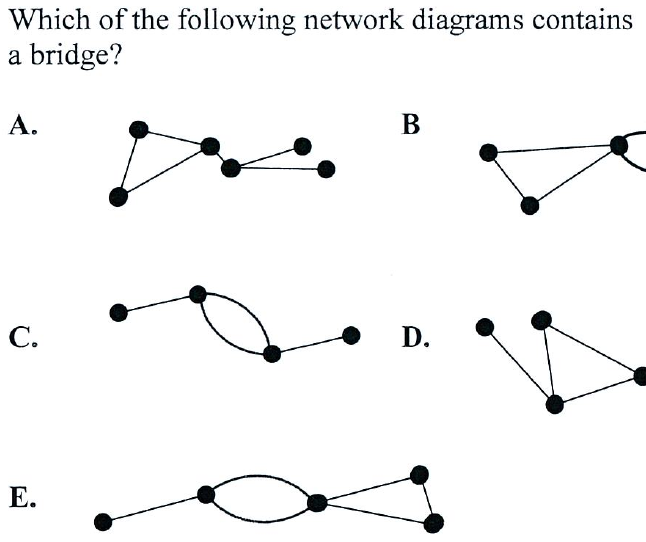 Which of the following network diagrams contains
a bridge?
A.
B
C.
D.
E.